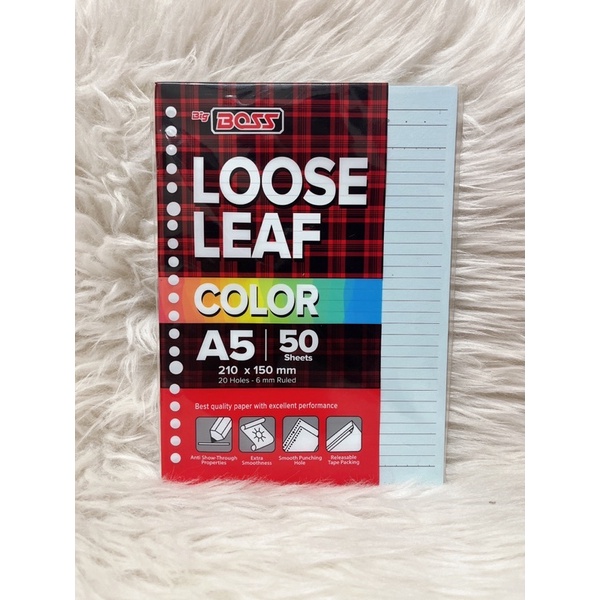 Big BOSS
LOOSE
LEAF
COLOR
A5 | 50
Sheets
210 x 150 mm
20 Holes - 6 mm Ruled
Best quality paper with excellent performance
Anti Show-Through
Properties
Extra
Smoothness
Smooth Punching
Hole
Releasable
Tape Packing